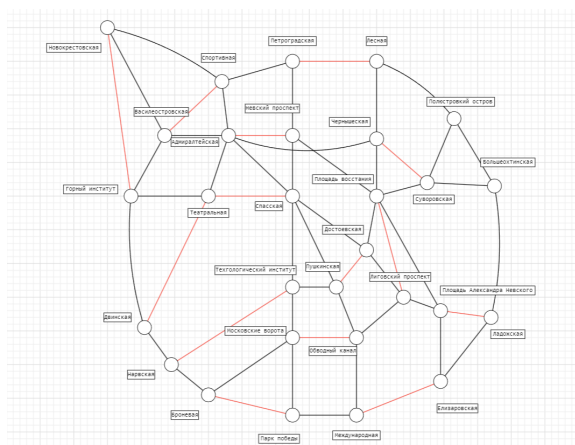 Петроградская
Лесная
Новокрестовская
Спортивная
Полюстровкий остров
Василеостровская
Невский проспект
Чернышеская
Адмиралтейская
Большеохтинская
Площадь восстания
Горный институт
Суворовская
Спасская
Театральная
Достоевская
Технологический институт
Пушкинская
Лиговский проспект
Площадь Александра Невского
Двинская
Московские ворота
Ладожская
Обводный канал
Нарвская
Броневая
Елизаровская
Парк победы
Международная